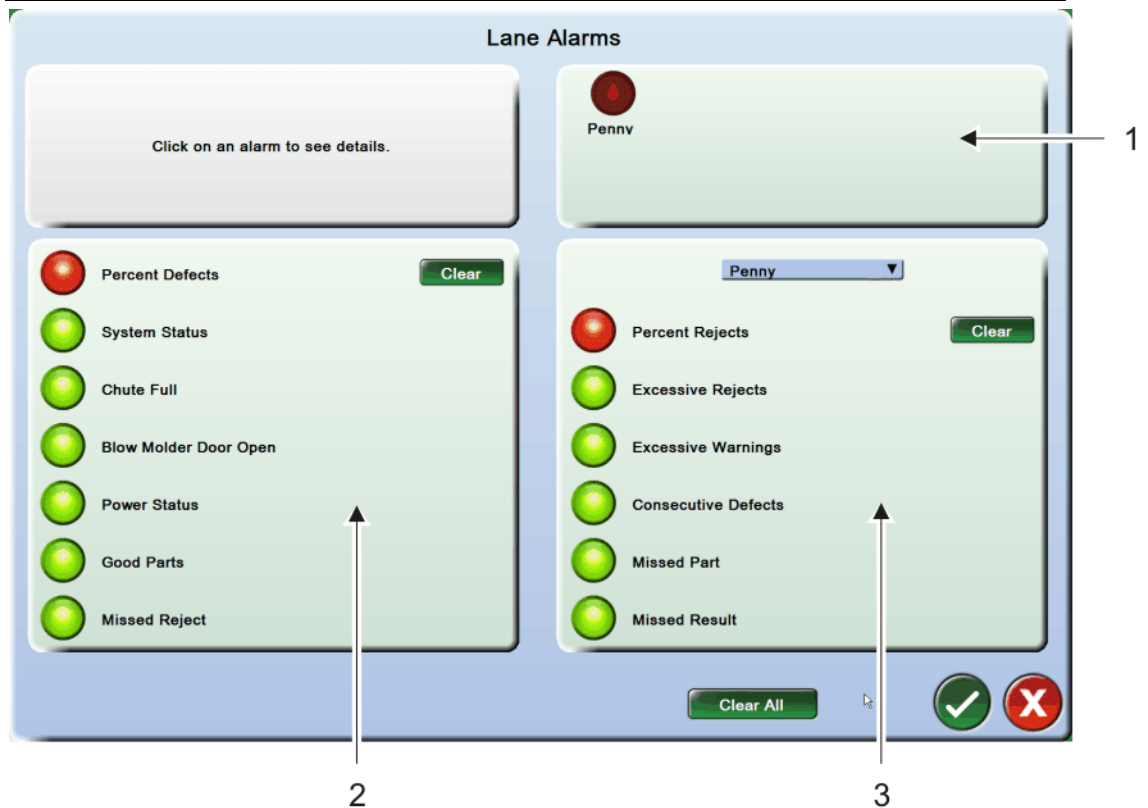 Lane Alarms
Click on an alarm to see details.
Penny
1
Percent Defects
Clear
System Status
Chute Full
Blow Molder Door Open
Power Status
Good Parts
Missed Reject
Penny
Percent Rejects
Clear
Excessive Rejects
Excessive Warnings
Consecutive Defects
Missed Part
Missed Result
Clear All
2
3